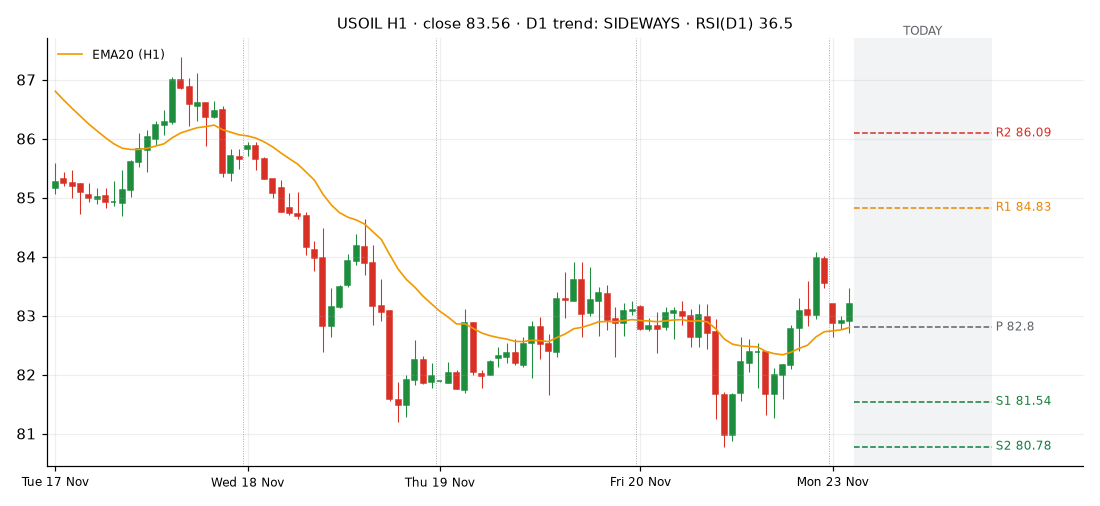 USOIL H1 · close 83.56 · D1 trend: SIDEWAYS · RSI(D1) 36.5
TODAY
EMA20 (H1)
87
86
85
84
83
82
81
R2 86.09
R1 84.83
P 82.8
S1 81.54
S2 80.78
Tue 17 Nov
Wed 18 Nov
Thu 19 Nov
Fri 20 Nov
Mon 23 Nov